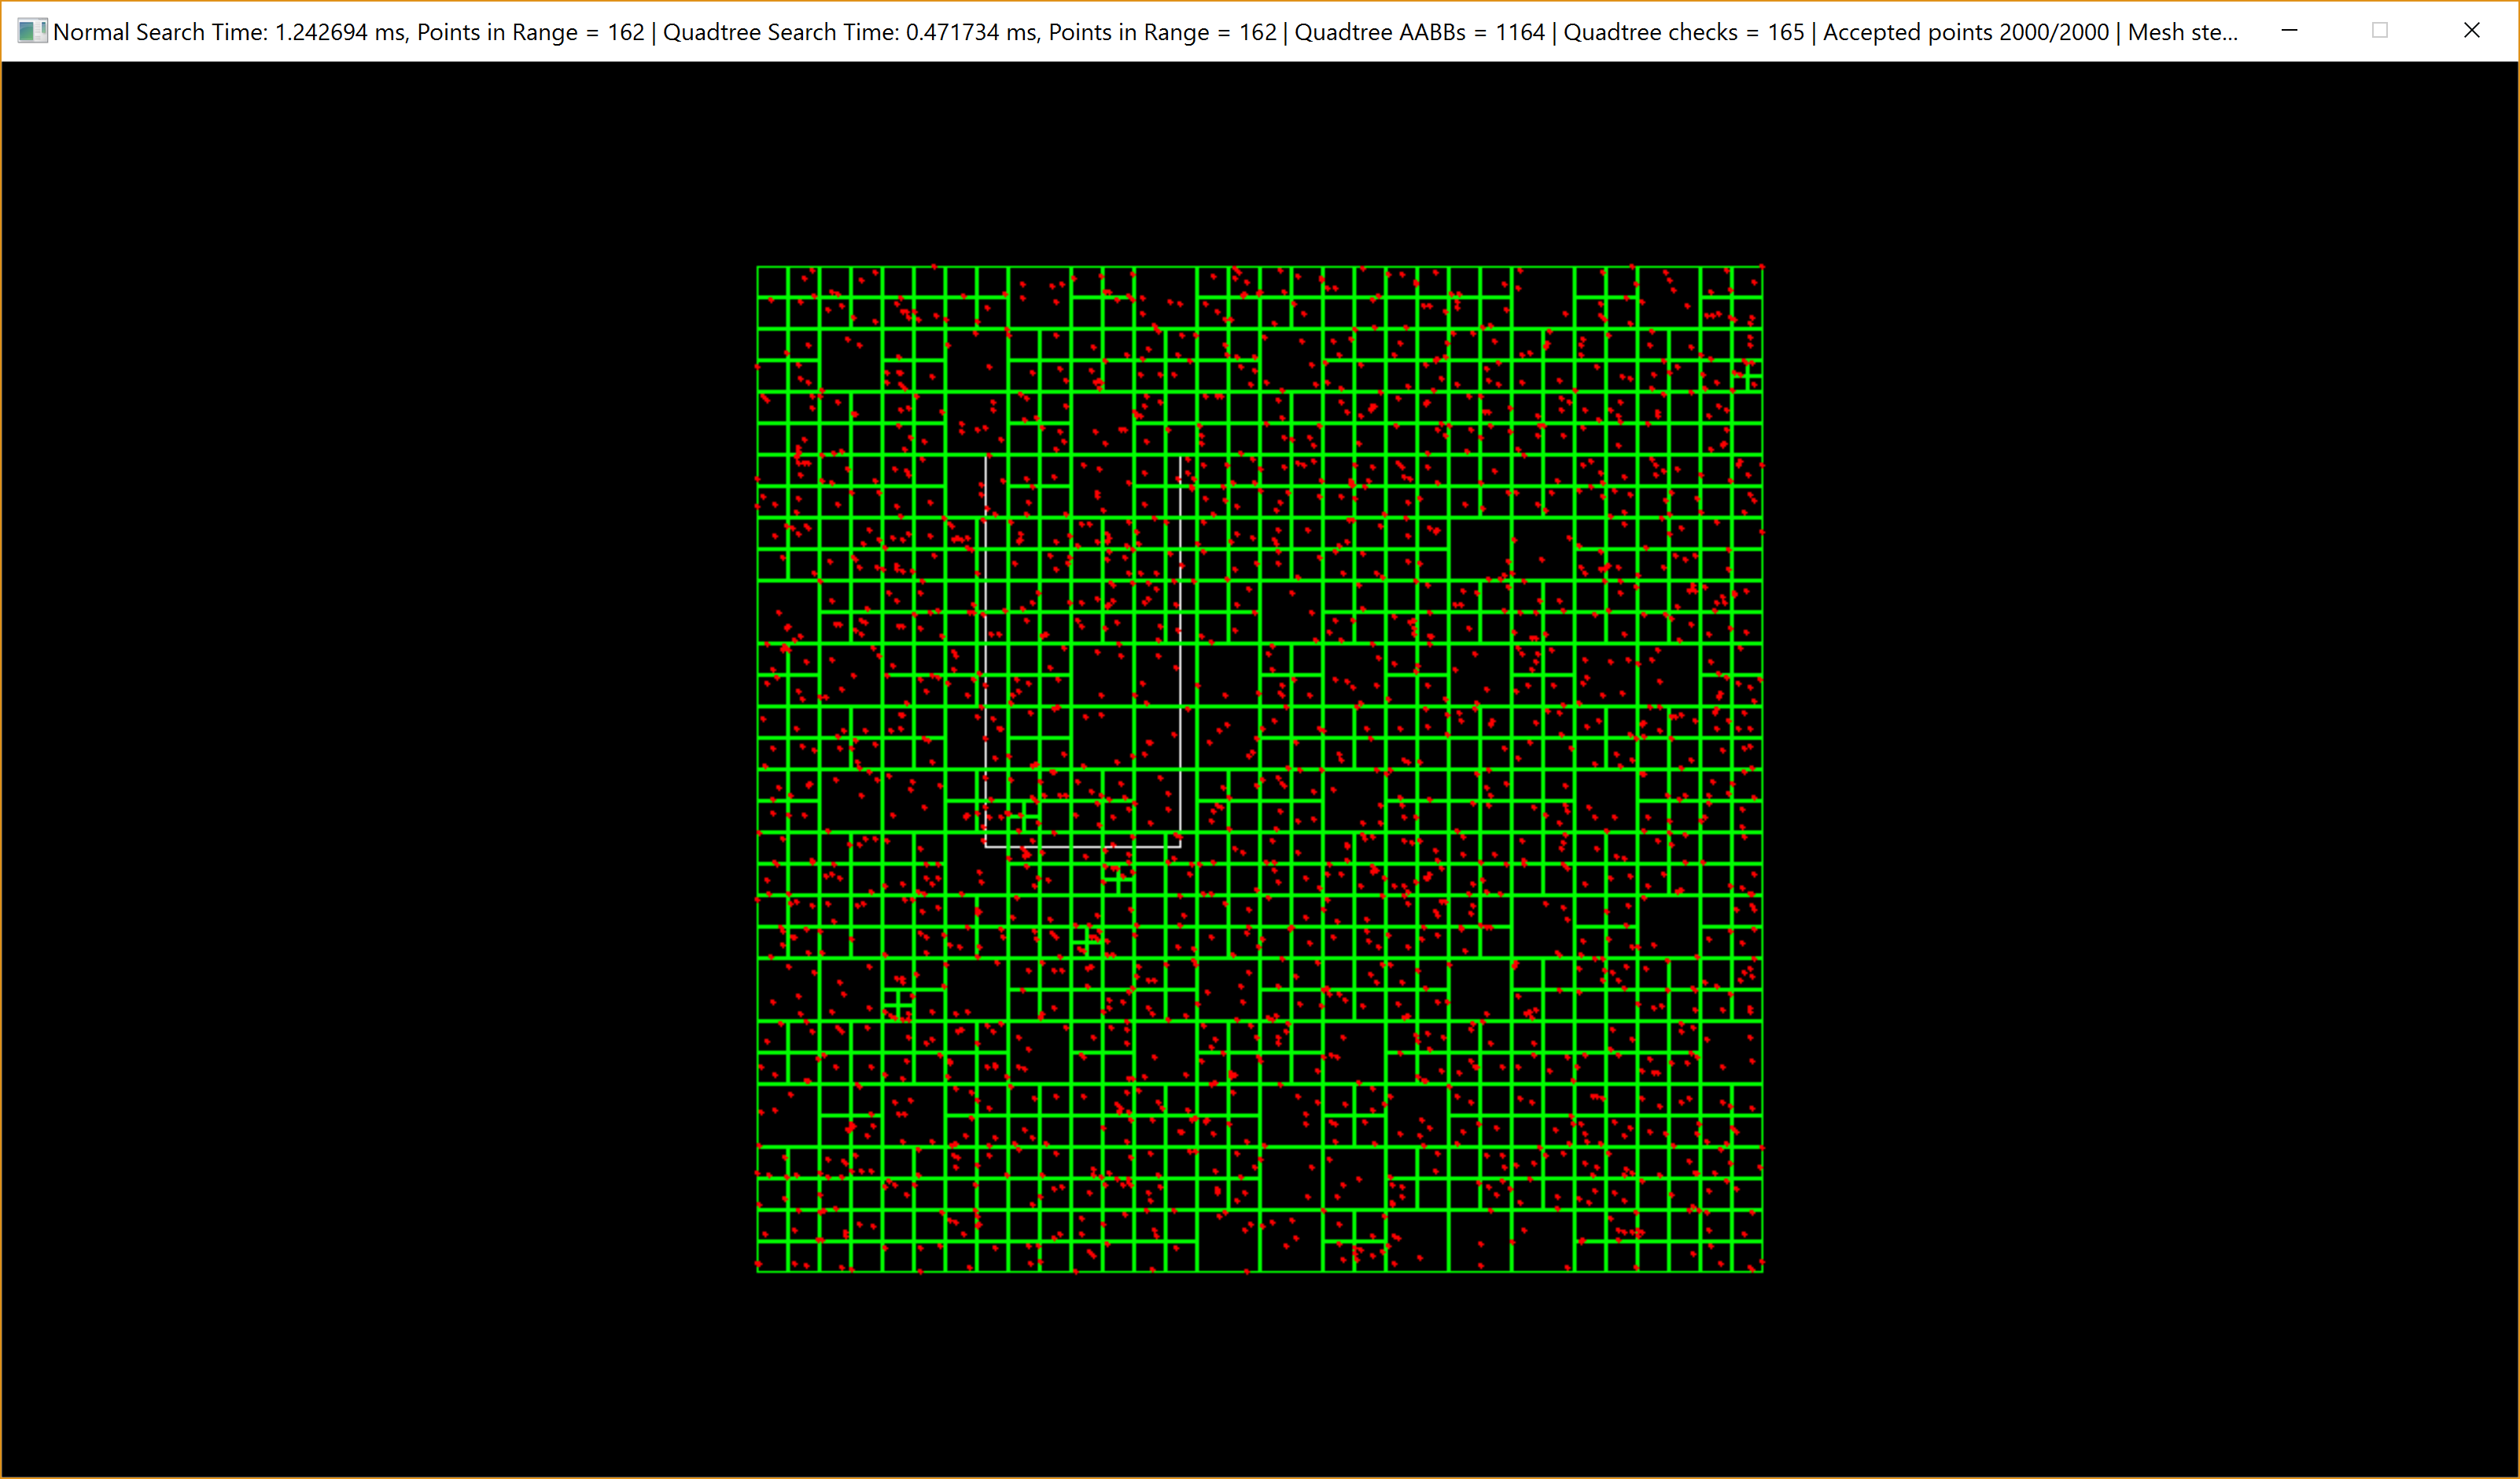 Normal Search Time: 1.242694 ms, Points in Range = 162 | Quadtree Search Time: 0.471734 ms, Points in Range = 162 | Quadtree AABBs = 1164 | Quadtree checks = 165 | Accepted points 2000/2000 | Mesh ste...